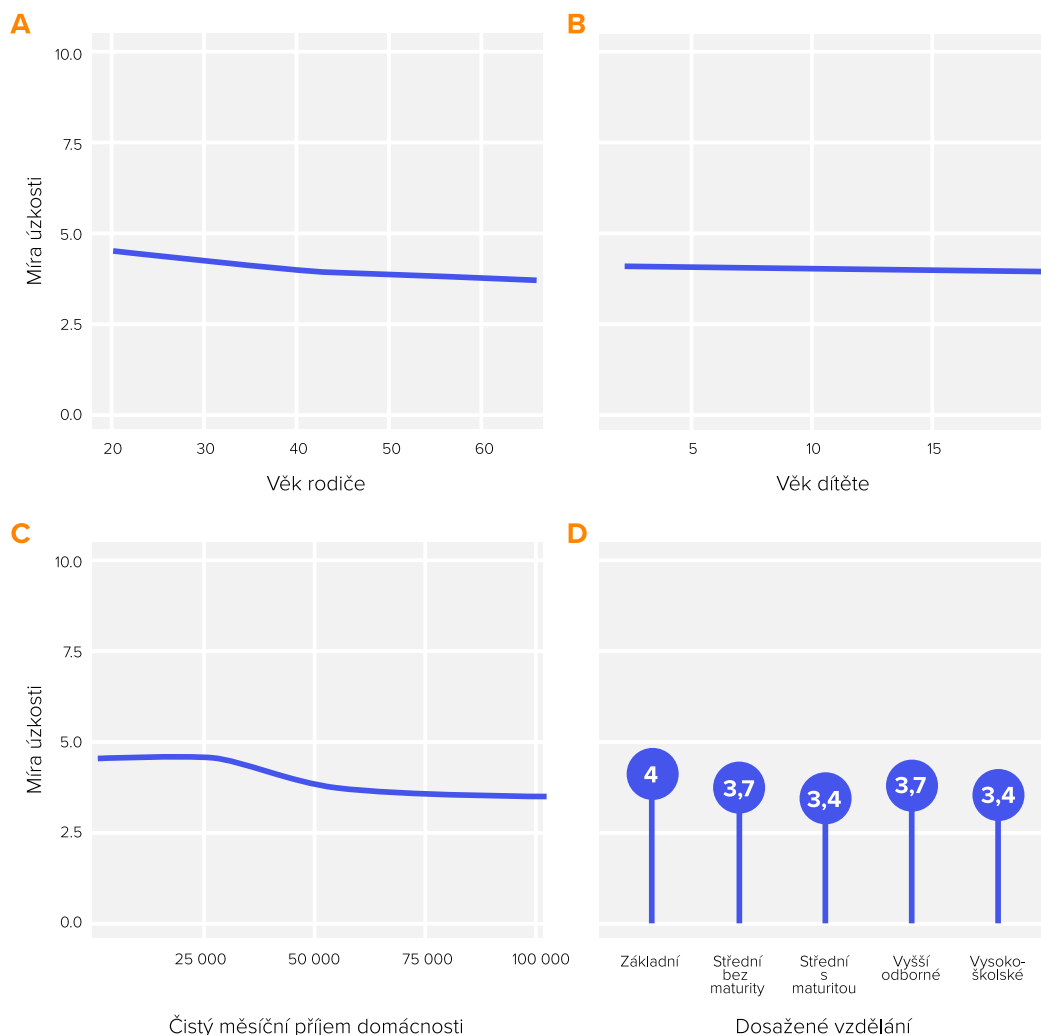 A
10.0
7.5
5.0
2.5
0.0
Míra úzkosti
20 30 40 50 60
Věk rodiče
B
5 10 15
Věk dítěte
C
10.0
7.5
5.0
2.5
0.0
Míra úzkosti
25 000 50 000 75 000 100 000
Čistý měsíční příjem domácnosti
D
4
3,7
3,4
3,7
3,4
Základní
Střední
bez
maturity
Střední
s
maturitou
Vyšší
odborné
Vysoko-
školské
Dosažené vzdělání